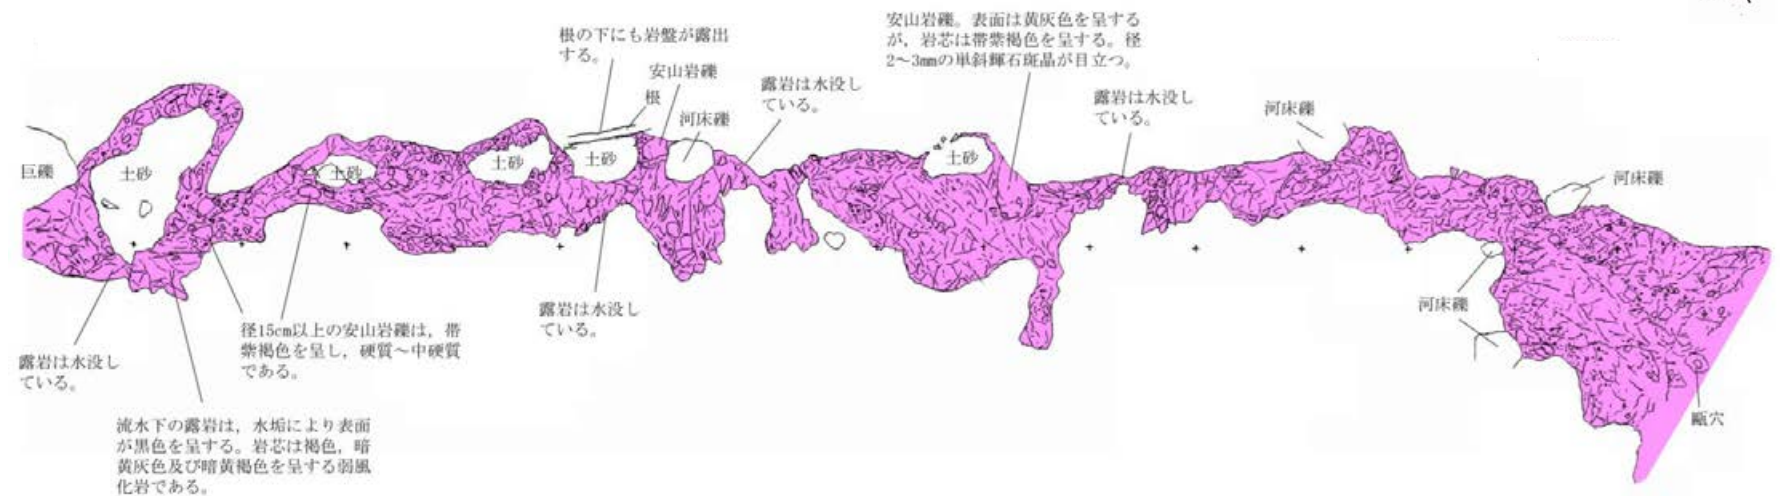 根の下にも岩盤が露出
する。
安山岩礫
根
河床礫
露岩は水没し
ている。
安山岩礫。表面は黄灰色を呈する
が，岩芯は帯紫褐色を呈する。径
2～3mmの単斜輝石斑晶が目立つ。
露岩は水没し
ている。
河床礫
河床礫
巨礫
土砂
土砂
土砂
土砂
土砂
河床礫
露岩は水没し
ている。
径15cm以上の安山岩礫は，帯
紫褐色を呈し，硬質～中硬質
である。
露岩は水没し
ている。
流水下の露岩は，水垢により表面
が黒色を呈する。岩芯は褐色，暗
黄灰色及び暗黄褐色を呈する弱風
化岩である。
甌穴